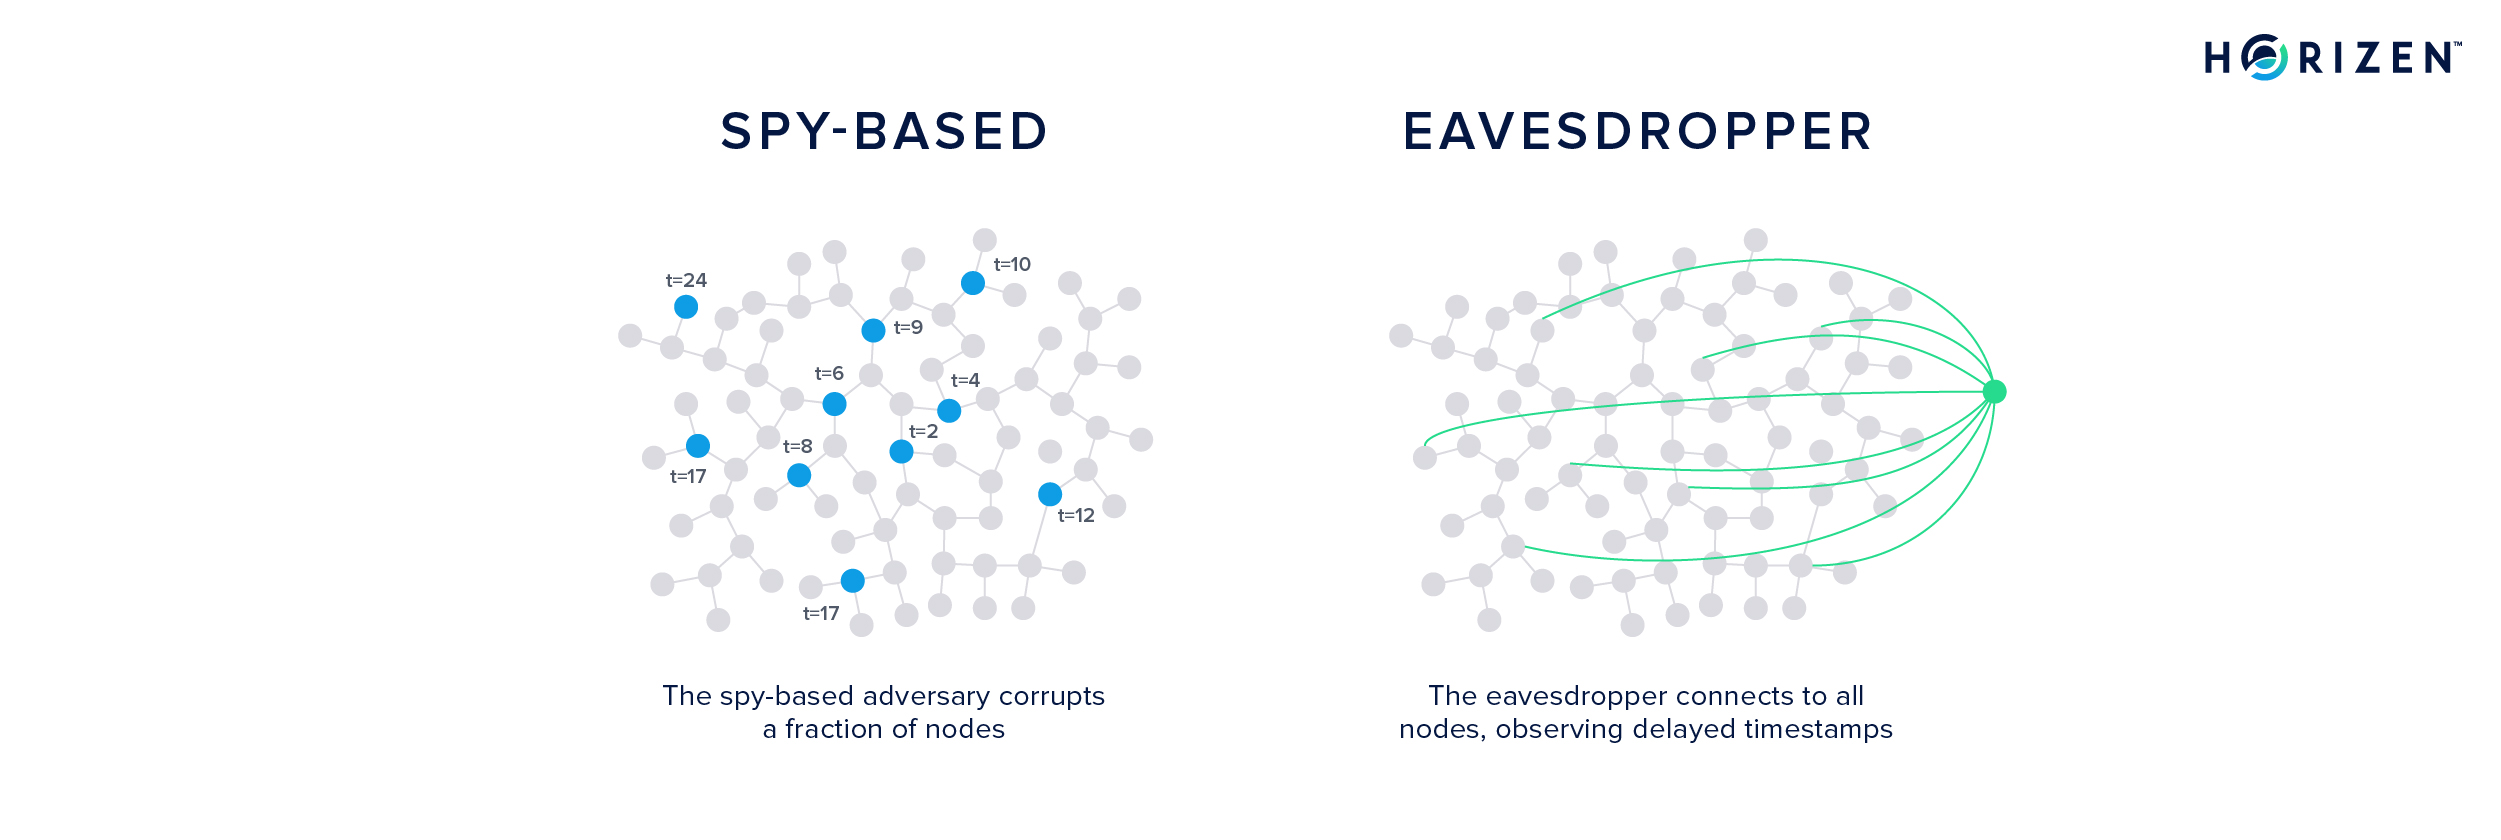 HORIZEN™
SPY-BASED
EAVESDROPPER
t=24
t=10
t=9
t=6
t=4
t=2
t=8
t=17
t=12
t=17
The spy-based adversary corrupts
a fraction of nodes
The eavesdropper connects to all
nodes, observing delayed timestamps